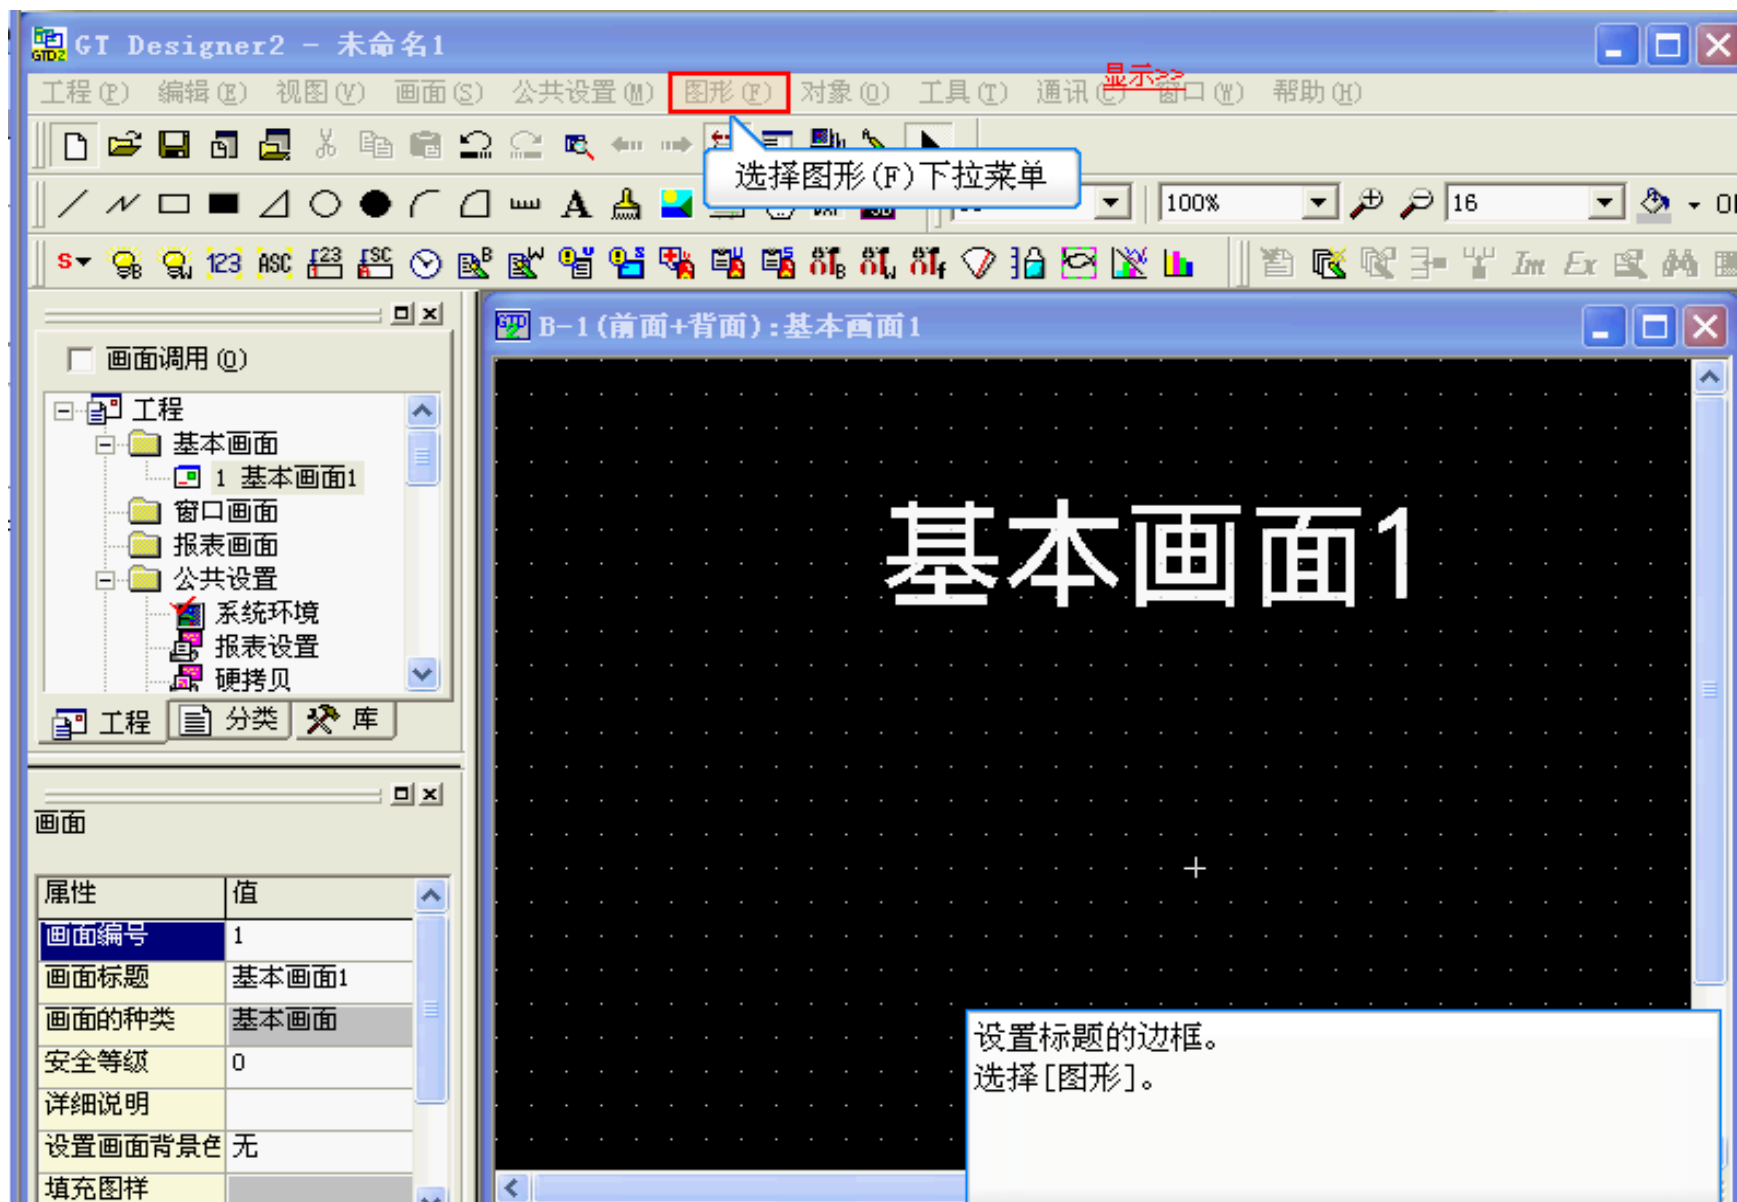 GT Designer2 - 未命名1
工程(P) 编辑(E) 视图(V) 画面(S) 公共设置(M) 图形(F) 对象(O) 工具(T) 通讯(C) 窗口(W) 帮助(H)
显示>>
选择图形(F)下拉菜单
A
100%
16
S
B
W
123
ASC
123
SC
B
W
B
W
f
Im
Ex
画面调用(Q)
工程
基本画面
1 基本画面1
窗口画面
报表画面
公共设置
系统环境
报表设置
硬拷贝
工程 分类 库
B-1(前面+背面):基本画面1
基本画面1
画面
属性 值
画面编号 1
画面标题 基本画面1
画面的种类 基本画面
安全等级 0
详细说明
设置画面背景色 无
填充图样
设置标题的边框。
选择[图形]。